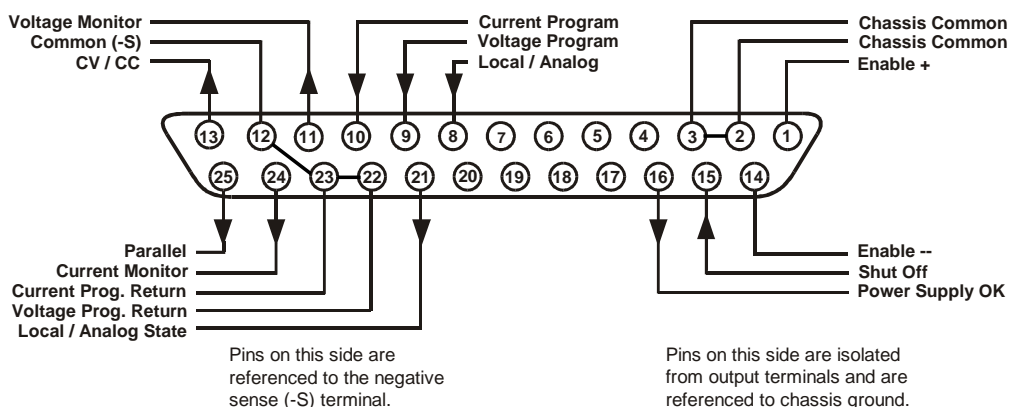 Voltage Monitor
Common (-S)
CV / CC
Current Program
Voltage Program
Local / Analog
Chassis Common
Chassis Common
Enable +
13 12 11 10 9 8 7 6 5 4 3 2 1
25 24 23 22 21 20 19 18 17 16 15 14
Parallel
Current Monitor
Current Prog. Return
Voltage Prog. Return
Local / Analog State
Enable --
Shut Off
Power Supply OK
Pins on this side are
referenced to the negative
sense (-S) terminal.
Pins on this side are isolated
from output terminals and are
referenced to chassis ground.